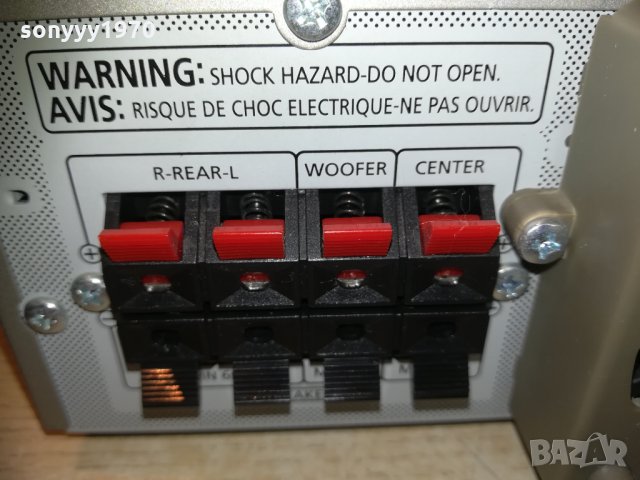 sonyyy1970
WARNING: SHOCK HAZARD-DO NOT OPEN.
AVIS: RISQUE DE CHOC ELECTRIQUE-NE PAS OUVRIR.
R-REAR-L WOOFER CENTER
BAZAR